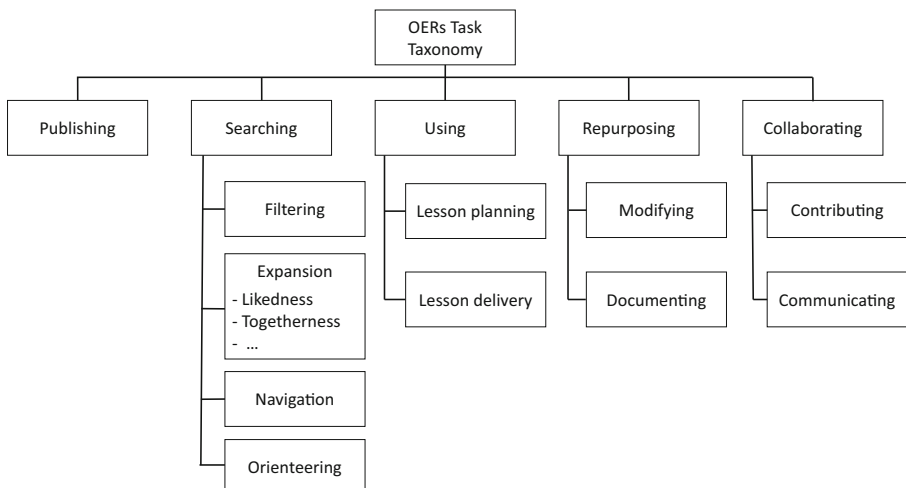 OERs Task
Taxonomy
Publishing
Searching
Using
Repurposing
Collaborating
Filtering
Expansion
- Likedness
- Togetherness
- ...
Navigation
Orienteering
Lesson planning
Lesson delivery
Modifying
Documenting
Contributing
Communicating